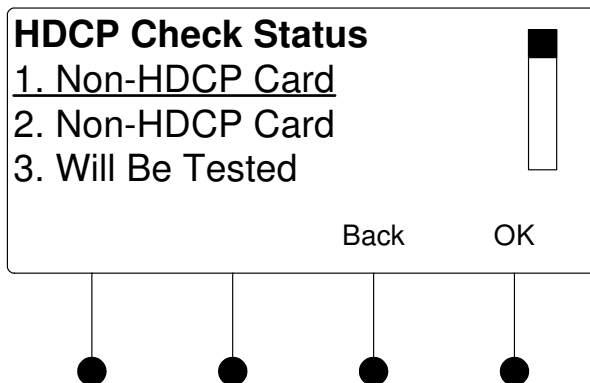 HDCP Check Status
1. Non-HDCP Card
2. Non-HDCP Card
3. Will Be Tested
Back OK